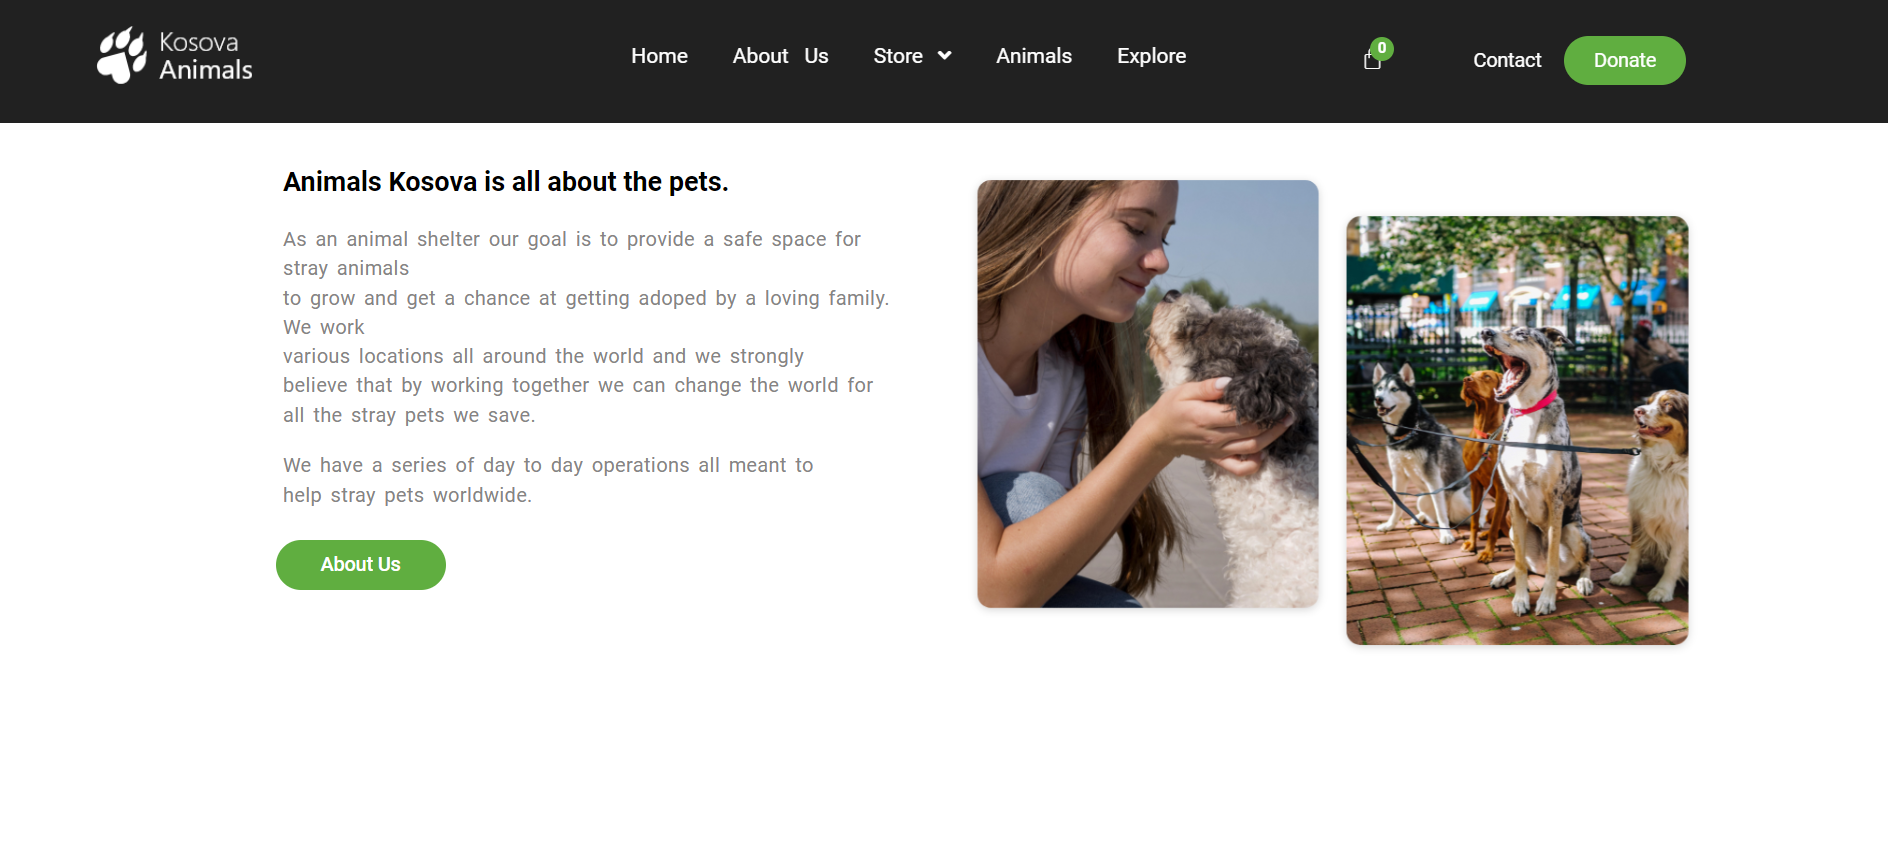 Kosova
Animals
Home
About Us
Store
Animals
Explore
0
Contact
Donate
Animals Kosova is all about the pets.
As an animal shelter our goal is to provide a safe space for
stray animals
to grow and get a chance at getting adoped by a loving family.
We work
various locations all around the world and we strongly
believe that by working together we can change the world for
all the stray pets we save.
We have a series of day to day operations all meant to
help stray pets worldwide.
About Us